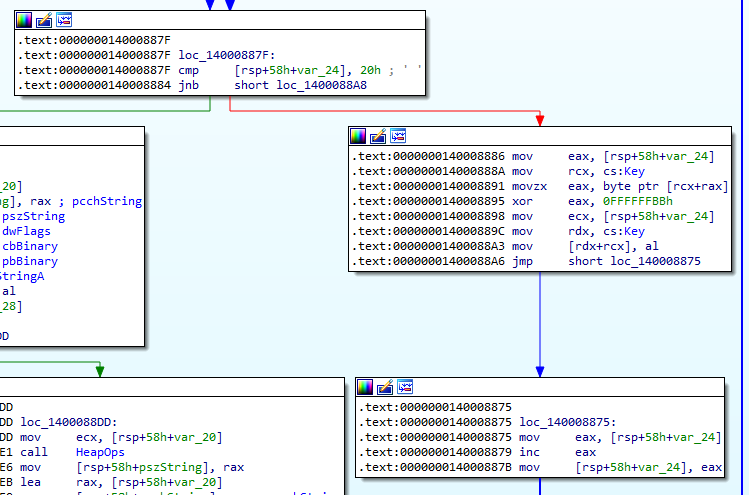 .text:000000014000887F
.text:000000014000887F loc_14000887F:
.text:000000014000887F cmp     [rsp+58h+var_24], 20h ; ' '
.text:0000000140008884 jnb     short loc_1400088A8
.text:0000000140008886 mov     eax, [rsp+58h+var_24]
.text:000000014000888A mov     rcx, cs:Key
.text:0000000140008891 movzx   eax, byte ptr [rcx+rax]
.text:0000000140008895 xor     eax, 0FFFFFFBBh
.text:0000000140008898 mov     ecx, [rsp+58h+var_24]
.text:000000014000889C mov     rdx, cs:Key
.text:00000001400088A3 mov     [rdx+rcx], al
.text:00000001400088A6 jmp     short loc_140008875
_20]
ng], rax ; pcchString
pszString
dwFlags
cbBinary
pbBinary
StringA
al
_28]
DD
DD
DD loc_1400088DD:
DD mov     ecx, [rsp+58h+var_20]
E1 call    HeapOps
E6 mov     [rsp+58h+pszString], rax
EB lea     rax, [rsp+58h+var_20]
.text:0000000140008875
.text:0000000140008875 loc_140008875:
.text:0000000140008875 mov     eax, [rsp+58h+var_24]
.text:0000000140008879 inc     eax
.text:000000014000887B mov     [rsp+58h+var_24], eax